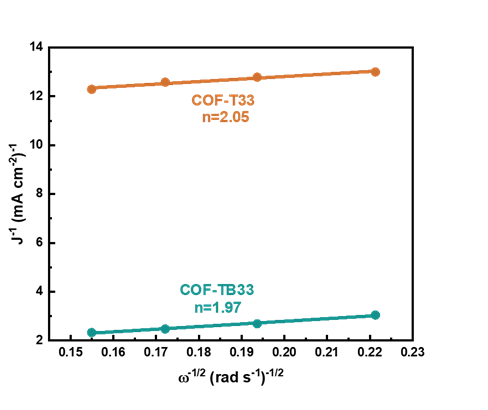 14
12
10
8
6
4
2
J⁻¹ (mA cm⁻²)⁻¹
COF-T33
n=2.05
COF-TB33
n=1.97
0.15 0.16 0.17 0.18 0.19 0.20 0.21 0.22 0.23
ω⁻¹/² (rad s⁻¹)⁻¹/²